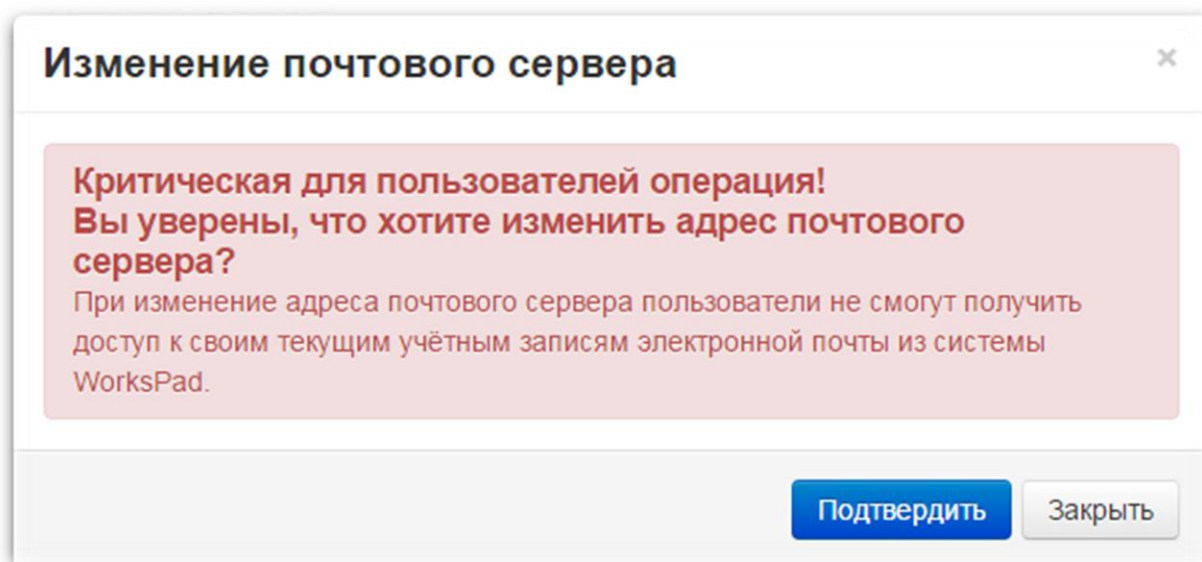 Изменение почтового сервера
×
Критическая для пользователей операция!
Вы уверены, что хотите изменить адрес почтового
сервера?
При изменение адреса почтового сервера пользователи не смогут получить
доступ к своим текущим учётным записям электронной почты из системы
WorksPad.
Подтвердить Закрыть